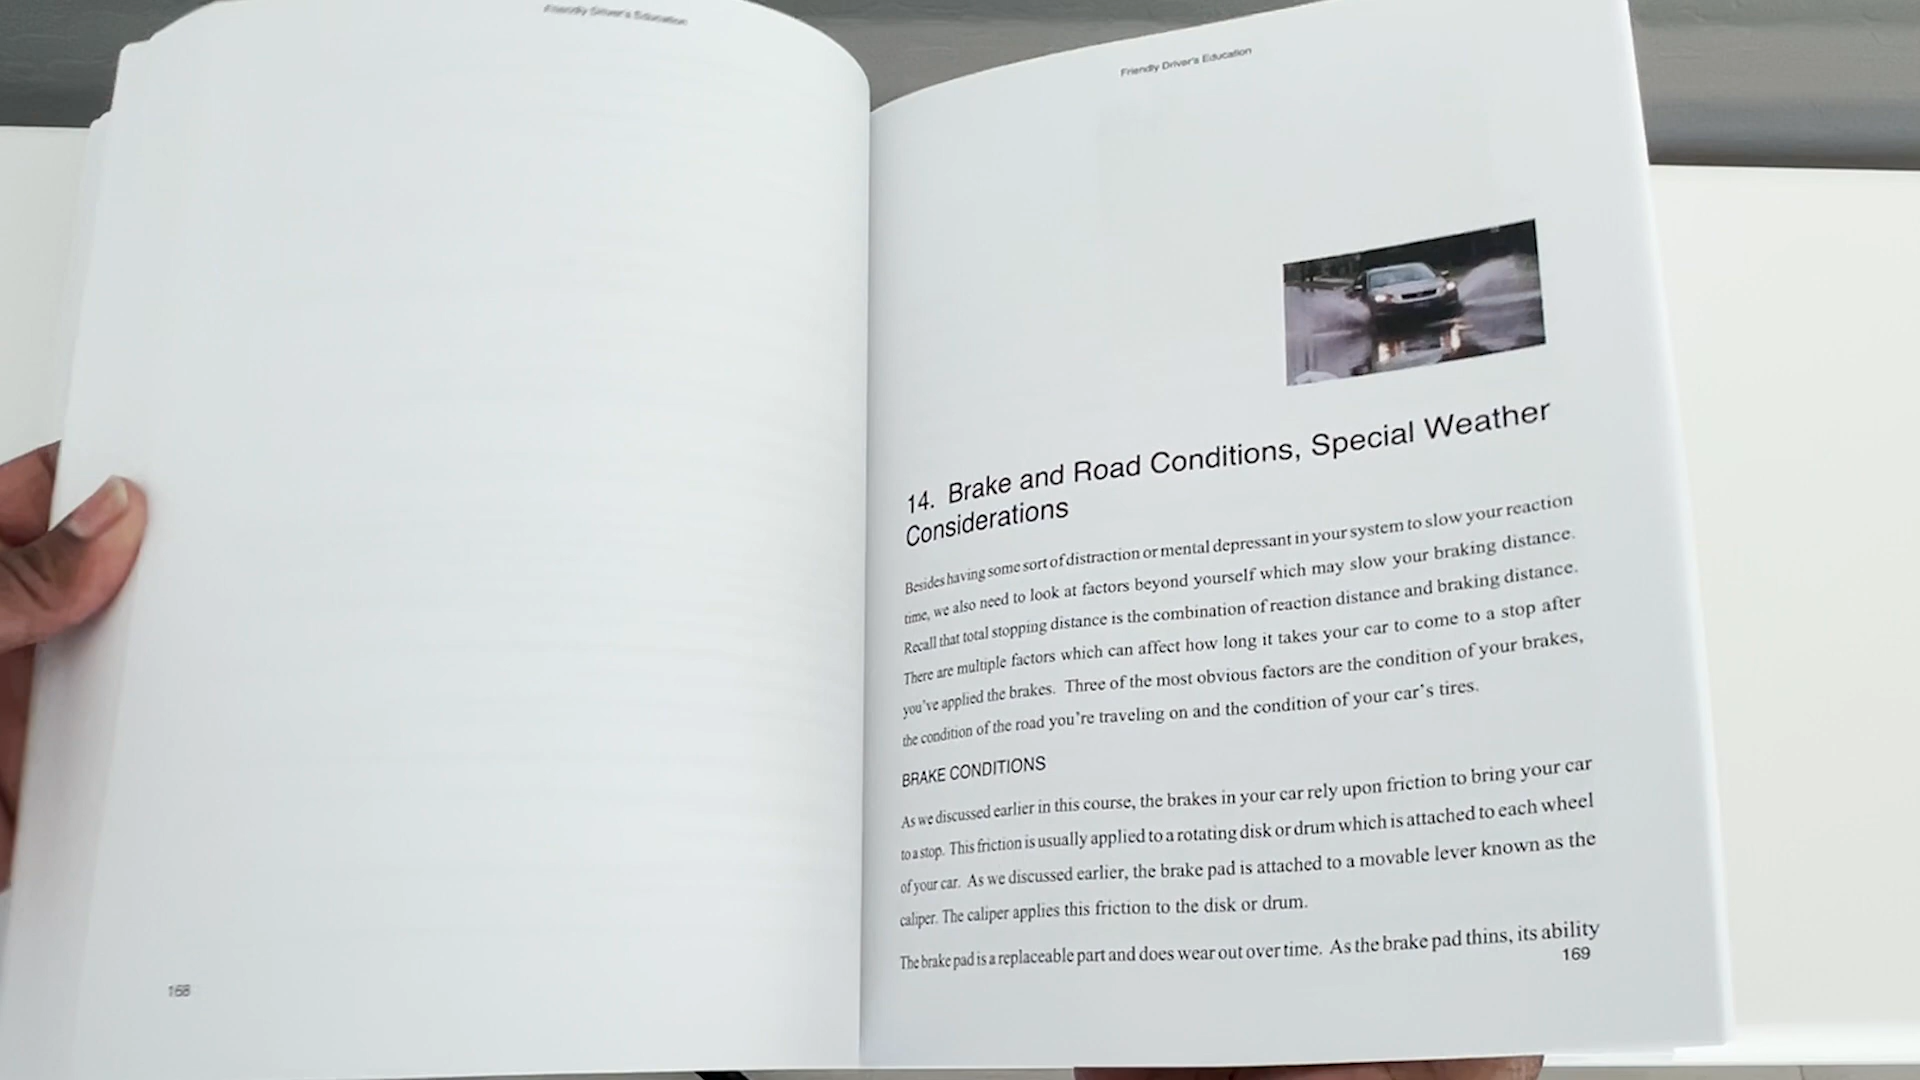 Friendly Driver's Education
168
Friendly Driver's Education
14. Brake and Road Conditions, Special Weather
Considerations
Besides having some sort of distraction or mental depressant in your system to slow your reaction
time, we also need to look at factors beyond yourself which may slow your braking distance.
Recall that total stopping distance is the combination of reaction distance and braking distance.
There are multiple factors which can affect how long it takes your car to come to a stop after
you've applied the brakes. Three of the most obvious factors are the condition of your brakes,
the condition of the road you're traveling on and the condition of your car's tires.
BRAKE CONDITIONS
As we discussed earlier in this course, the brakes in your car rely upon friction to bring your car
to a stop. This friction is usually applied to a rotating disk or drum which is attached to each wheel
of your car. As we discussed earlier, the brake pad is attached to a movable lever known as the
caliper. The caliper applies this friction to the disk or drum.
The brake pad is a replaceable part and does wear out over time. As the brake pad thins, its ability
169